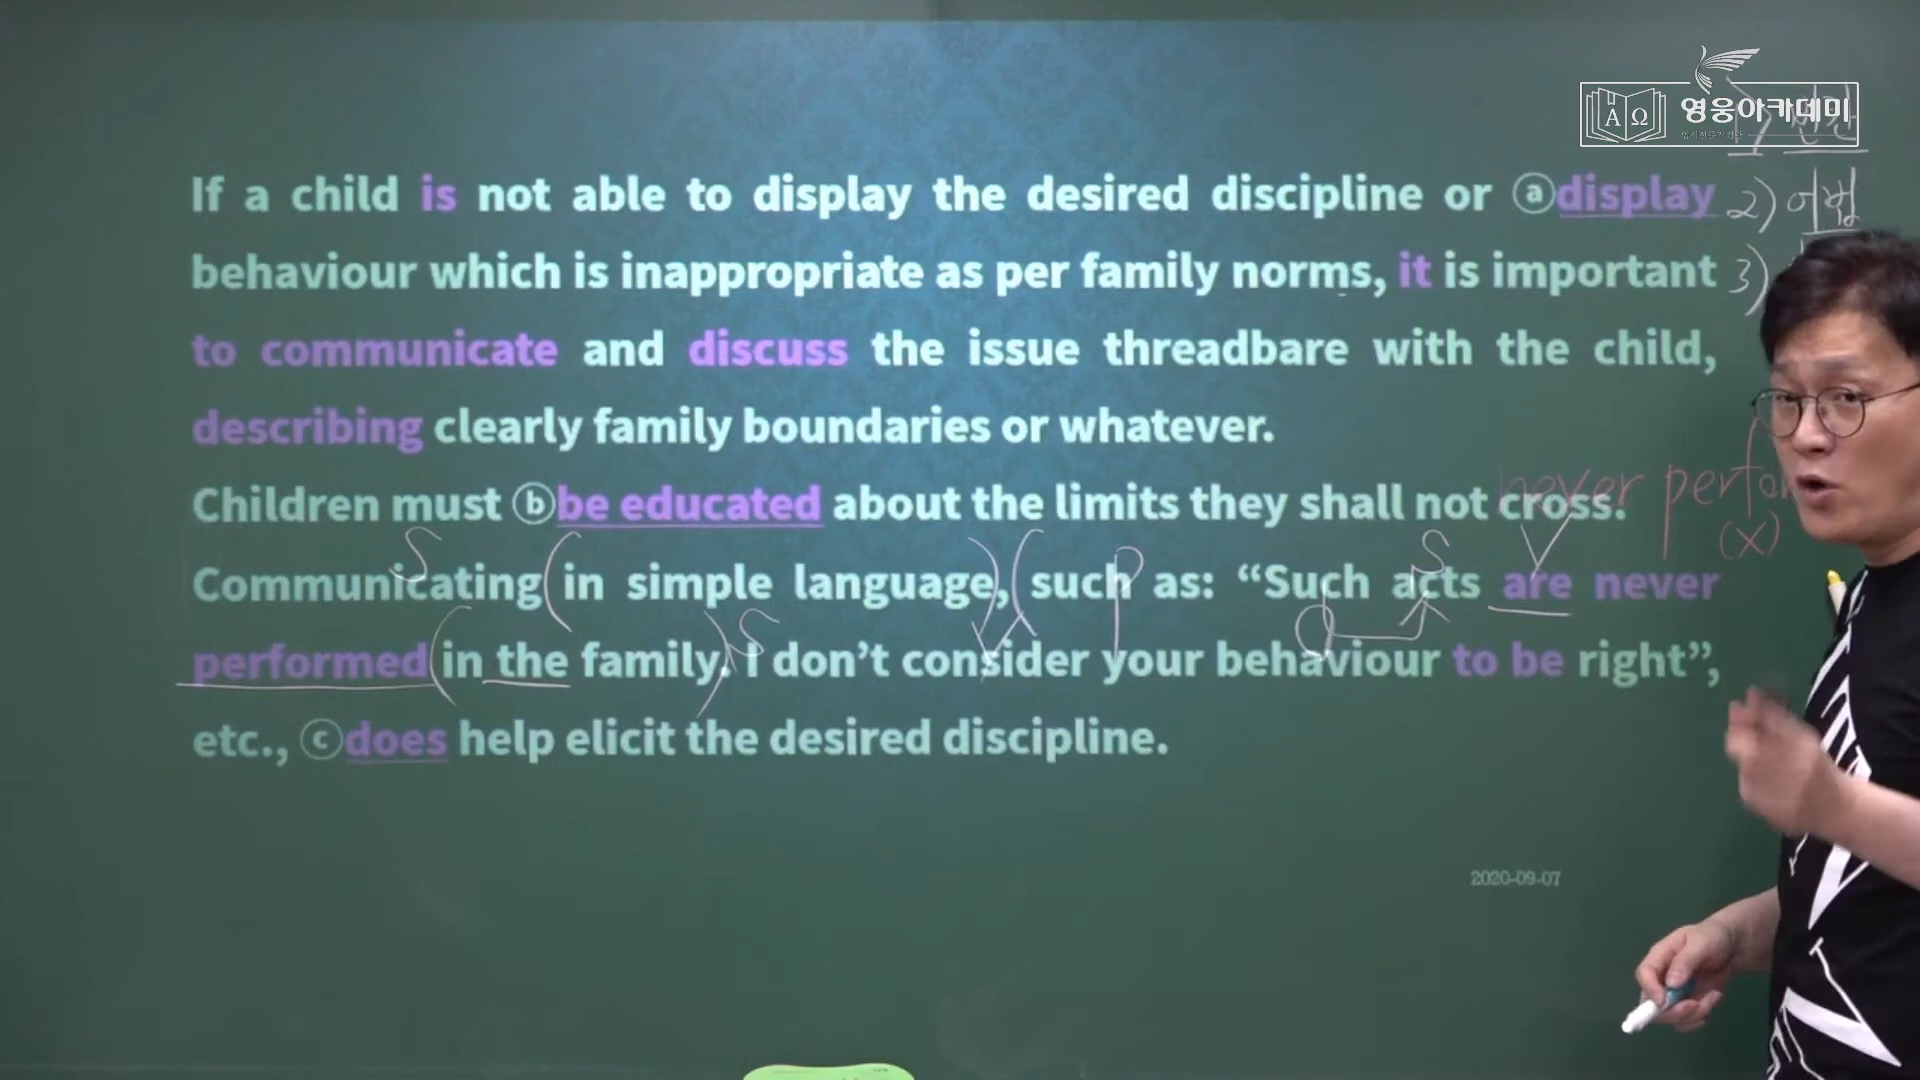 영웅아카데미
If a child is not able to display the desired discipline or ⓐdisplay
2) 어법
behaviour which is inappropriate as per family norms, it is important
3)
to communicate and discuss the issue threadbare with the child,
describing clearly family boundaries or whatever.
never perfor
Children must ⓑbe educated about the limits they shall not cross.
(x)
S
S V
Communicating (in simple language,) (such as: “Such acts are never
performed (in the family). I don’t consider your behaviour to be right”,
etc., ⓒdoes help elicit the desired discipline.
2020-09-07